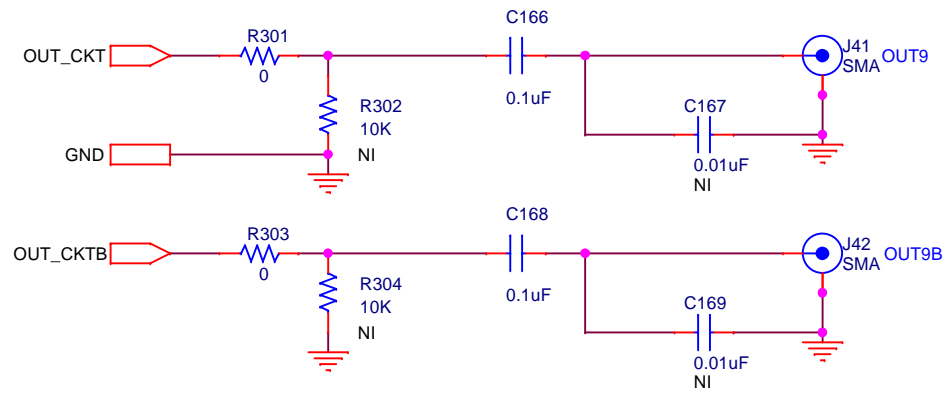 C166
R301
J41
OUT_CKT
OUT9
SMA
0
0.1uF
R302
C167
10K
GND
NI
0.01uF
NI
C168
R303
J42
OUT_CKTB
OUT9B
SMA
0
R304
0.1uF
C169
10K
NI
0.01uF
NI